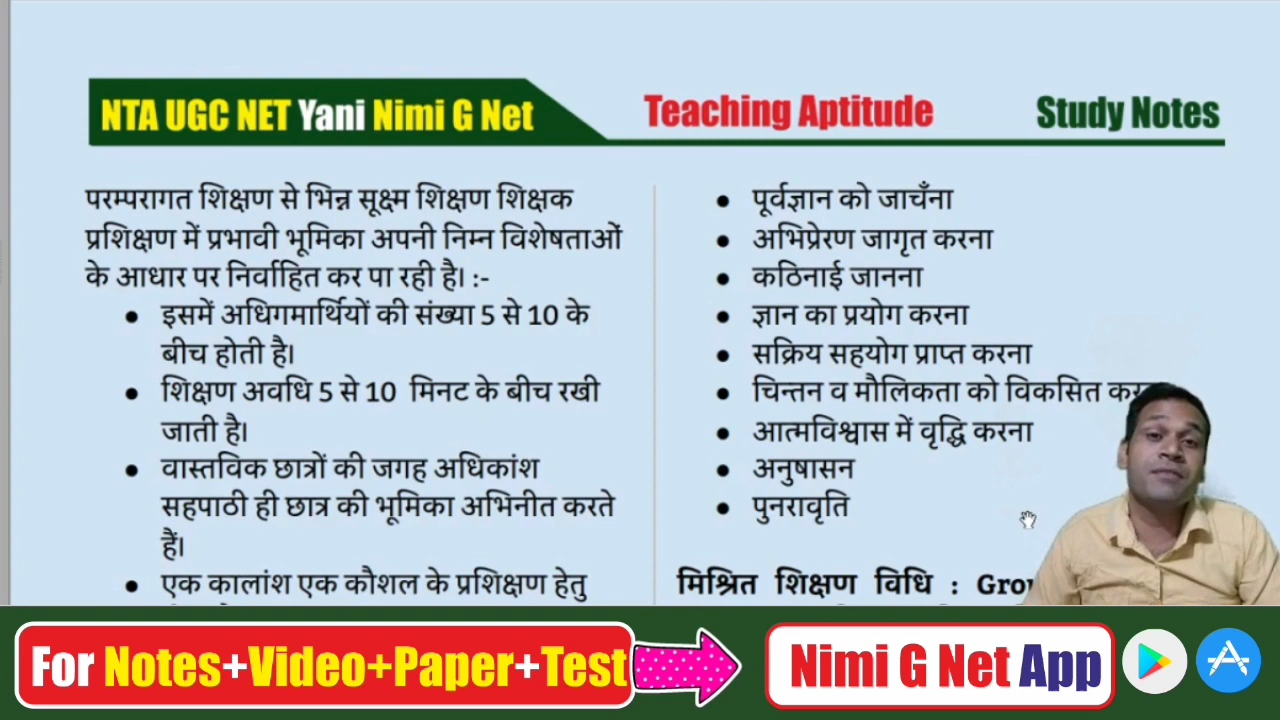 NTA UGC NET Yani Nimi G Net
Teaching Aptitude
Study Notes
परम्परागत शिक्षण से भिन्न सूक्ष्म शिक्षण शिक्षक
प्रशिक्षण में प्रभावी भूमिका अपनी निम्न विशेषताओं
के आधार पर निर्वाहित कर पा रही है। :-
● इसमें अधिगमार्थियों की संख्या 5 से 10 के
बीच होती है।
● शिक्षण अवधि 5 से 10 मिनट के बीच रखी
जाती है।
● वास्तविक छात्रों की जगह अधिकांश
सहपाठी ही छात्र की भूमिका अभिनीत करते
हैं।
● एक कालांश एक कौशल के प्रशिक्षण हेतु
● पूर्वज्ञान को जाचँना
● अभिप्रेरण जागृत करना
● कठिनाई जानना
● ज्ञान का प्रयोग करना
● सक्रिय सहयोग प्राप्त करना
● चिन्तन व मौलिकता को विकसित
● आत्मविश्वास में वृद्धि करना
● अनुषासन
● पुनरावृति
मिश्रित शिक्षण विधि :
For Notes+Video+Paper+Test
Nimi G Net App